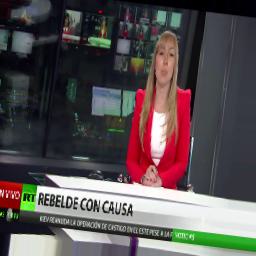 EN VIVO RT REBELDE CON CAUSA
KIEV REANUDA LA OPERACIÓN DE CASTIGO EN EL ESTE PESE A LA